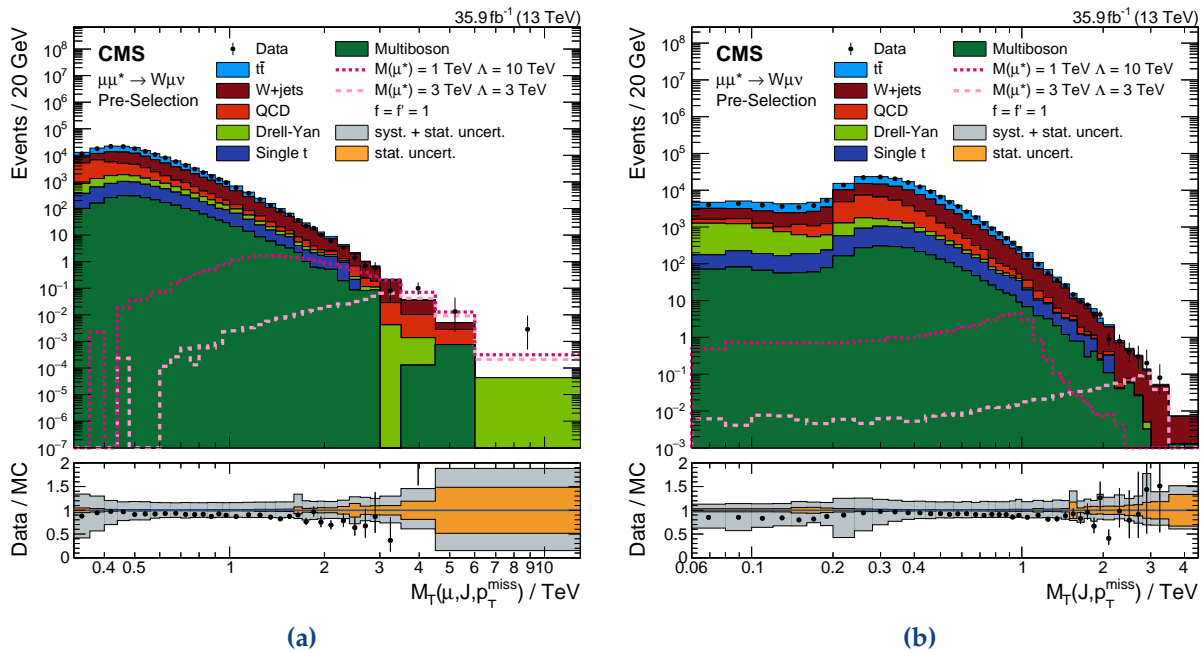 35.9 fb⁻¹ (13 TeV)
Events / 20 GeV
10⁸
10⁷
10⁶
10⁵
10⁴
10³
10²
10
1
10⁻¹
10⁻²
10⁻³
10⁻⁴
10⁻⁵
10⁻⁶
10⁻⁷
CMS
μμ* → Wμν
Pre-Selection
Data
tt̄
W+jets
QCD
Drell-Yan
Single t
Multiboson
M(μ*) = 1 TeV Λ = 10 TeV
M(μ*) = 3 TeV Λ = 3 TeV
f = f' = 1
syst. + stat. uncert.
stat. uncert.
Data / MC
2
1.5
1
0.5
0
0.4 0.5 1 2 3 4 5 6 7 8 910
M_T(μ,J,p_T^miss) / TeV
(a)
35.9 fb⁻¹ (13 TeV)
Events / 20 GeV
10⁸
10⁷
10⁶
10⁵
10⁴
10³
10²
10
1
10⁻¹
10⁻²
10⁻³
CMS
μμ* → Wμν
Pre-Selection
Data
tt̄
W+jets
QCD
Drell-Yan
Single t
Multiboson
M(μ*) = 1 TeV Λ = 10 TeV
M(μ*) = 3 TeV Λ = 3 TeV
f = f' = 1
syst. + stat. uncert.
stat. uncert.
Data / MC
2
1.5
1
0.5
0
0.06 0.1 0.2 0.3 0.4 0.6 1 2 3 4
M_T(J,p_T^miss) / TeV
(b)